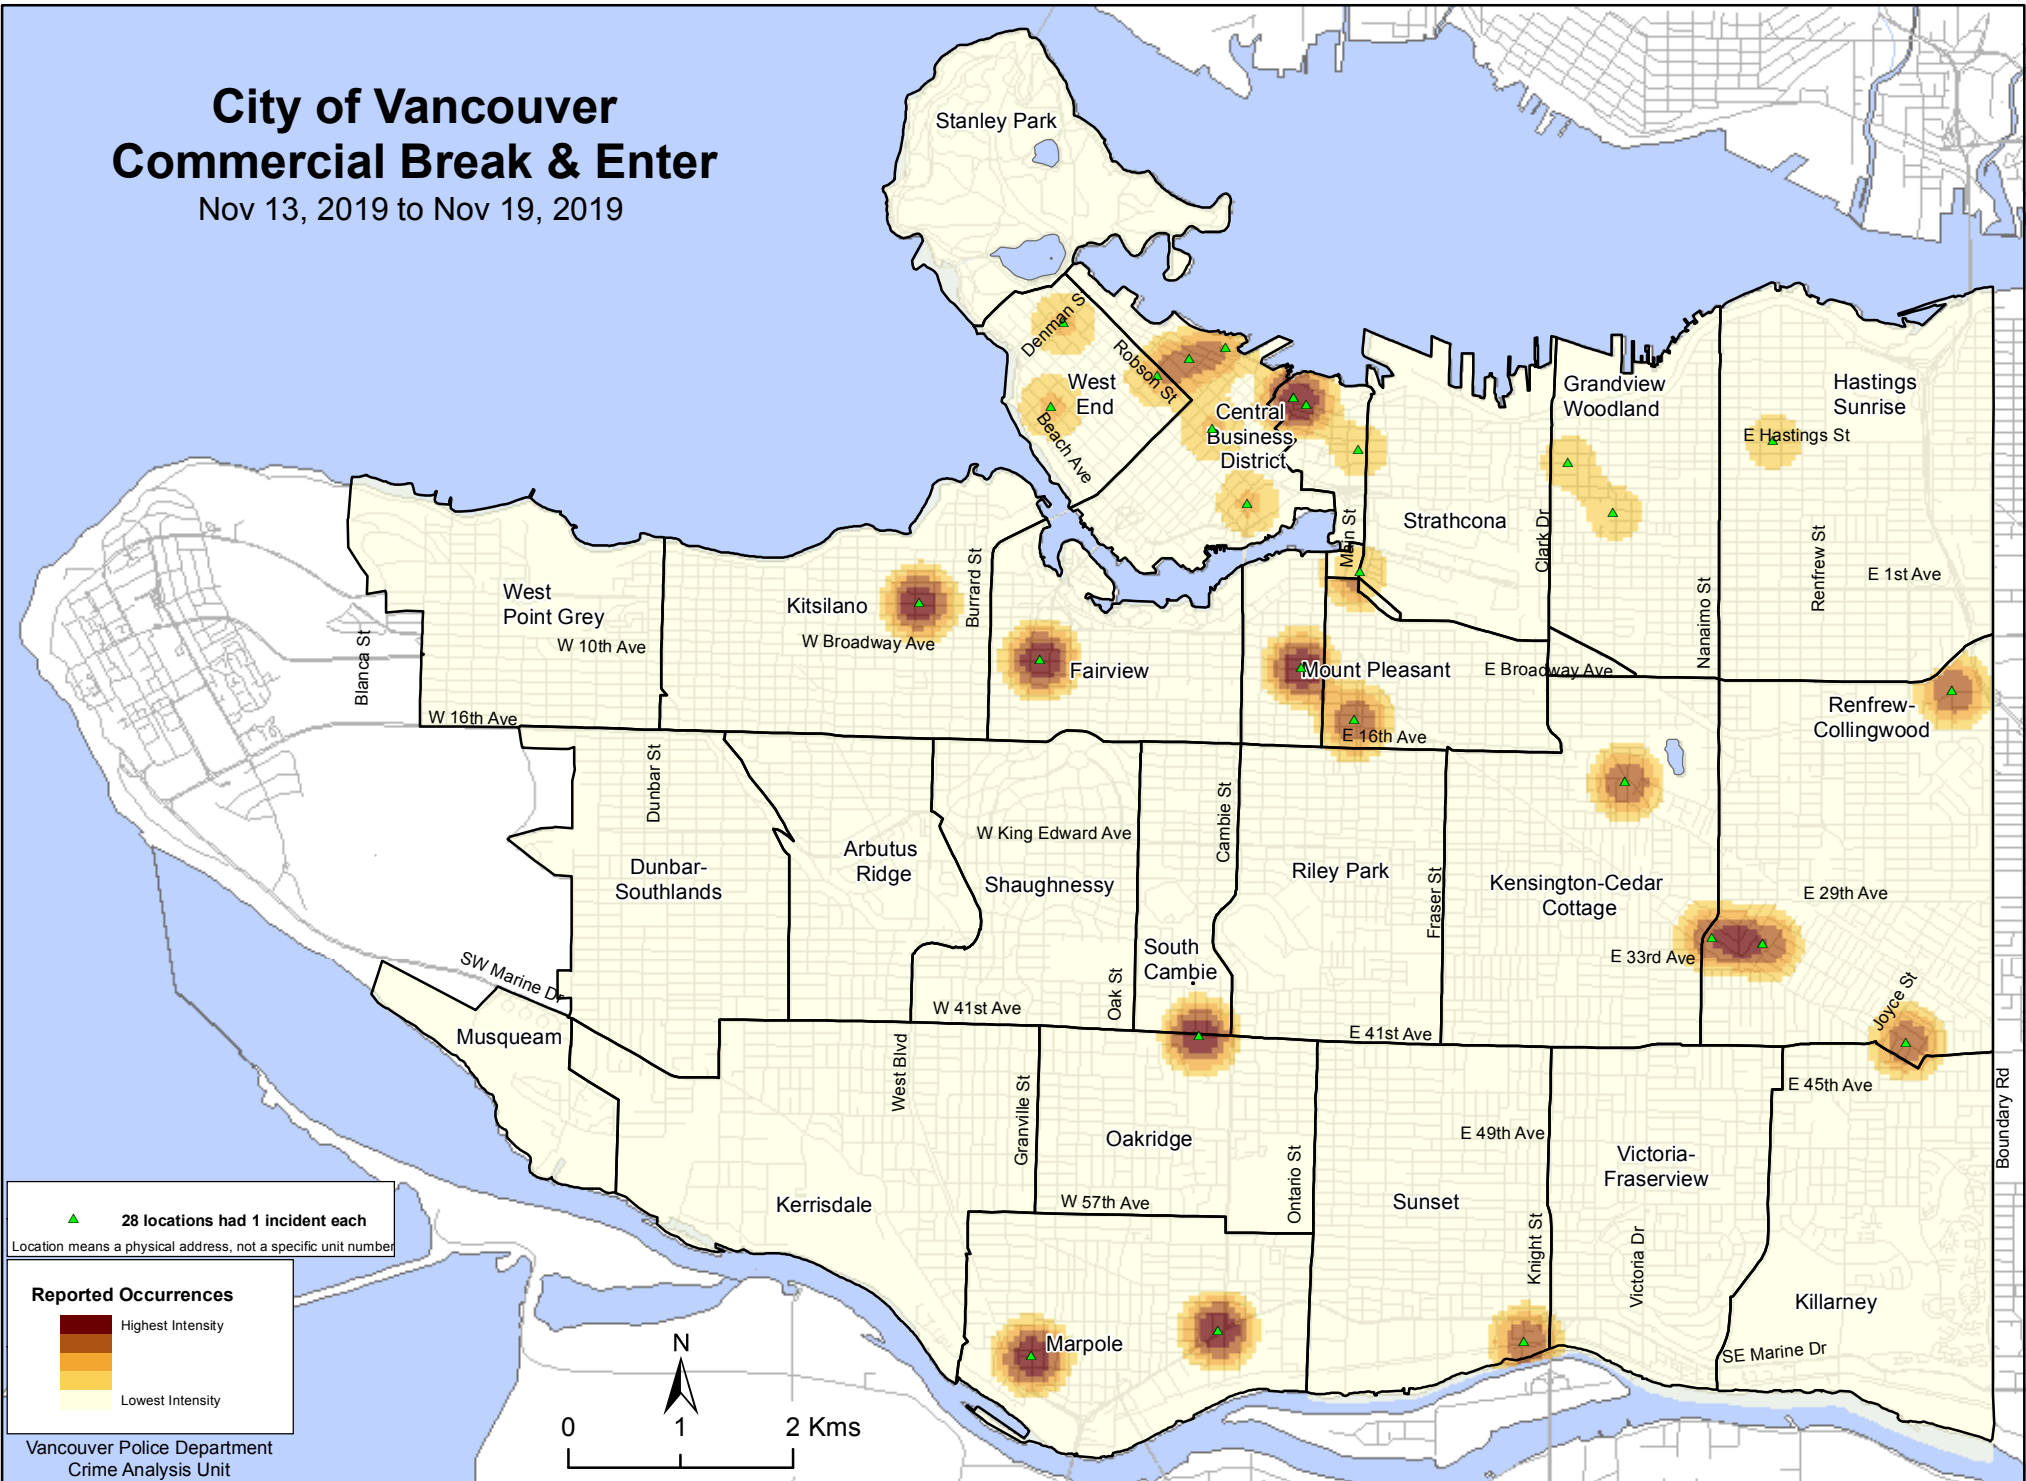 City of Vancouver
Commercial Break & Enter
Nov 13, 2019 to Nov 19, 2019
Stanley Park
Denman S
Robson St
West
End
Beach Ave
Central
Business
District
Grandview
Woodland
Hastings
Sunrise
E Hastings St
Strathcona
Main St
Clark Dr
Nanaimo St
Renfrew St
E 1st Ave
West
Point Grey
Kitsilano
Burrard St
W Broadway Ave
W 10th Ave
Blanca St
W 16th Ave
Fairview
Mount Pleasant
E Broadway Ave
E 16th Ave
Renfrew-
Collingwood
Dunbar St
Dunbar-
Southlands
Arbutus
Ridge
W King Edward Ave
Shaughnessy
Cambie St
Riley Park
Fraser St
Kensington-Cedar
Cottage
E 29th Ave
E 33rd Ave
South
Cambie
Oak St
W 41st Ave
E 41st Ave
Joyce St
SW Marine Dr
Musqueam
West Blvd
Granville St
Oakridge
Ontario St
E 49th Ave
E 45th Ave
Boundary Rd
Victoria-
Fraserview
Kerrisdale
W 57th Ave
Sunset
Knight St
Victoria Dr
Killarney
SE Marine Dr
Marpole
28 locations had 1 incident each
Location means a physical address, not a specific unit number
Reported Occurrences
Highest Intensity
Lowest Intensity
Vancouver Police Department
Crime Analysis Unit
N
0 1 2 Kms